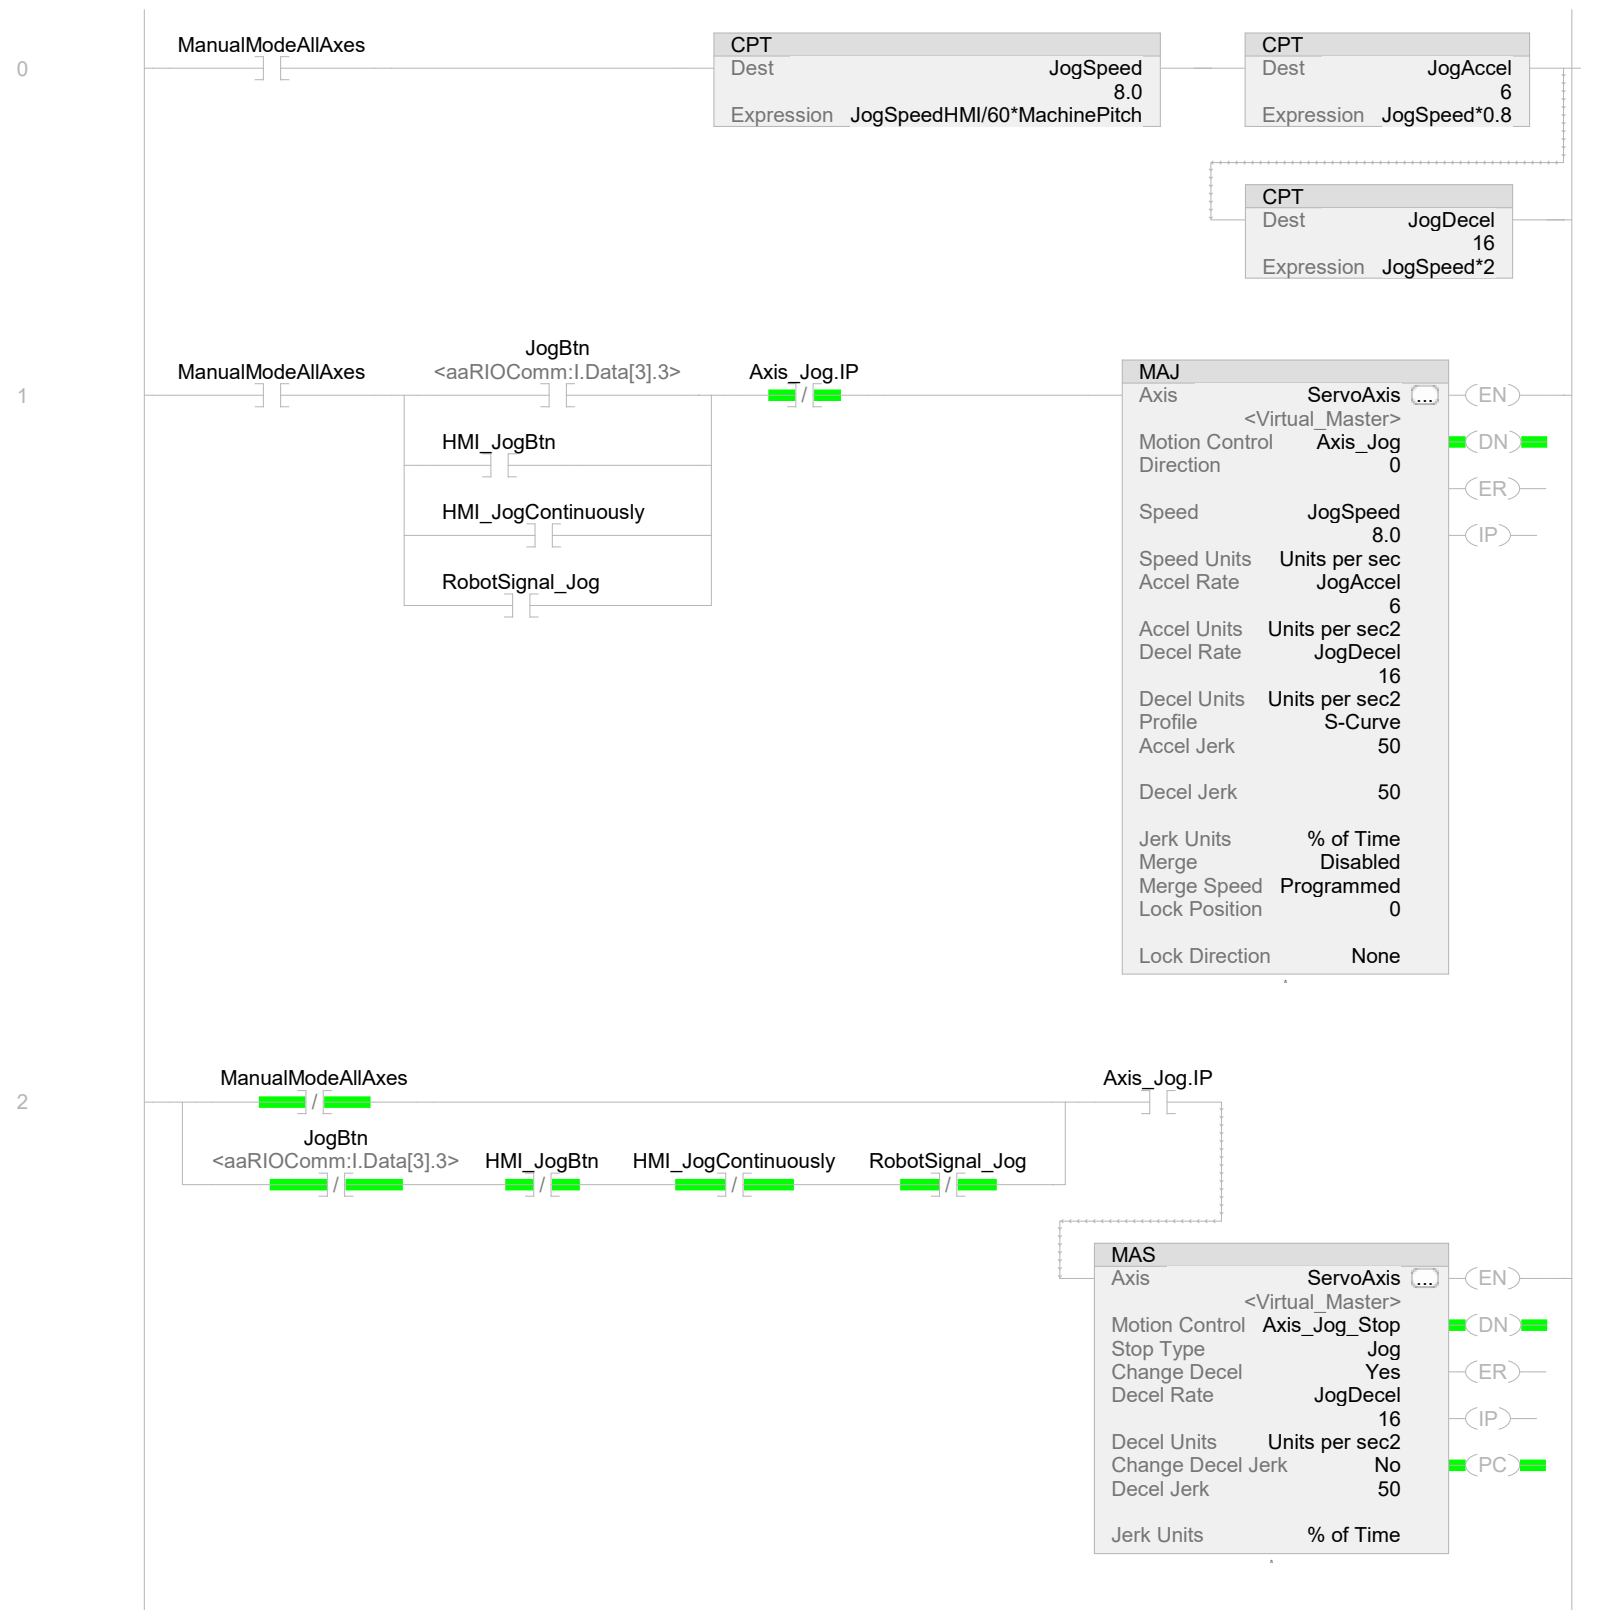 0
ManualModeAllAxes
CPT
Dest JogSpeed
8.0
Expression JogSpeedHMI/60*MachinePitch
CPT
Dest JogAccel
6
Expression JogSpeed*0.8
CPT
Dest JogDecel
16
Expression JogSpeed*2
1
ManualModeAllAxes
JogBtn
<aaRIOComm:I.Data[3].3>
HMI_JogBtn
HMI_JogContinuously
RobotSignal_Jog
Axis_Jog.IP
/
MAJ
Axis ServoAxis ...
<Virtual_Master>
Motion Control Axis_Jog
Direction 0
Speed JogSpeed
8.0
Speed Units Units per sec
Accel Rate JogAccel
6
Accel Units Units per sec2
Decel Rate JogDecel
16
Decel Units Units per sec2
Profile S-Curve
Accel Jerk 50
Decel Jerk 50
Jerk Units % of Time
Merge Disabled
Merge Speed Programmed
Lock Position 0
Lock Direction None
EN
DN
ER
IP
2
ManualModeAllAxes
/
JogBtn
<aaRIOComm:I.Data[3].3>
/
HMI_JogBtn
/
HMI_JogContinuously
/
RobotSignal_Jog
/
Axis_Jog.IP
MAS
Axis ServoAxis ...
<Virtual_Master>
Motion Control Axis_Jog_Stop
Stop Type Jog
Change Decel Yes
Decel Rate JogDecel
16
Decel Units Units per sec2
Change Decel Jerk No
Decel Jerk 50
Jerk Units % of Time
EN
DN
ER
IP
PC